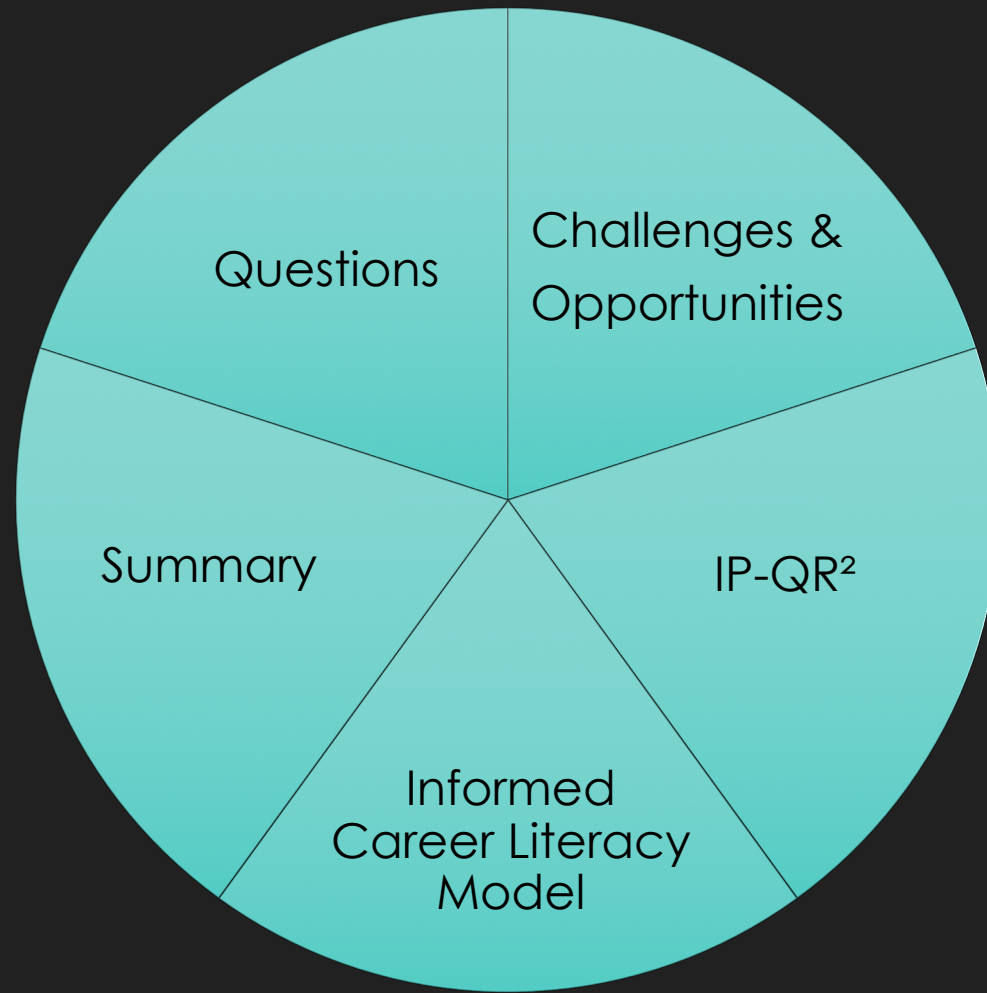 Challenges &
Opportunities
IP-QR²
Informed
Career Literacy
Model
Summary
Questions